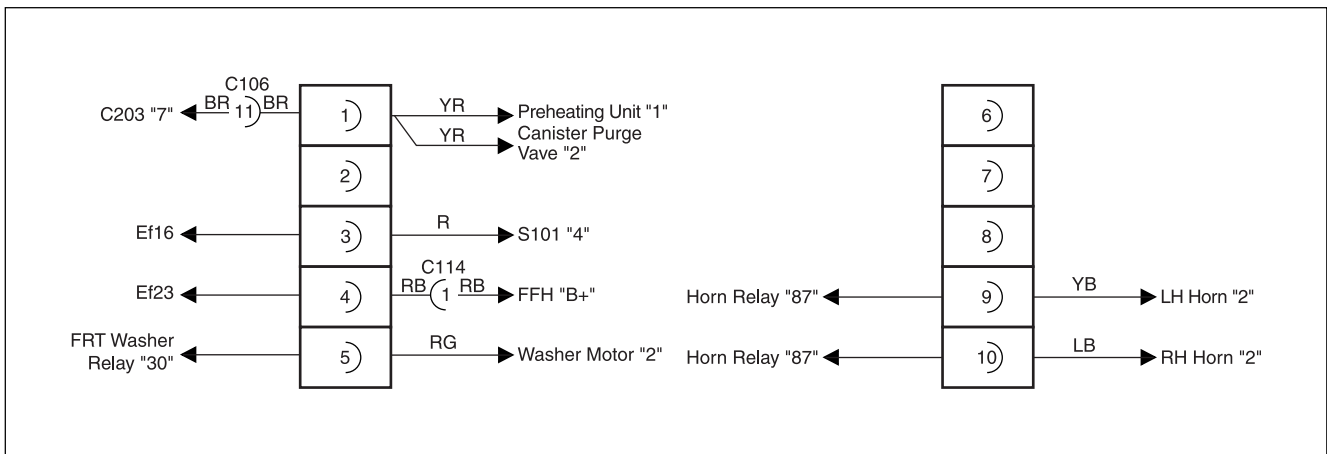 C106
C203 "7" BR 11 BR 1 YR Preheating Unit "1"
YR Canister Purge
Vave "2"
2
Ef16 3 R S101 "4"
C114
Ef23 4 RB 1 RB FFH "B+"
FRT Washer
Relay "30" 5 RG Washer Motor "2"
6
7
8
Horn Relay "87" 9 YB LH Horn "2"
Horn Relay "87" 10 LB RH Horn "2"